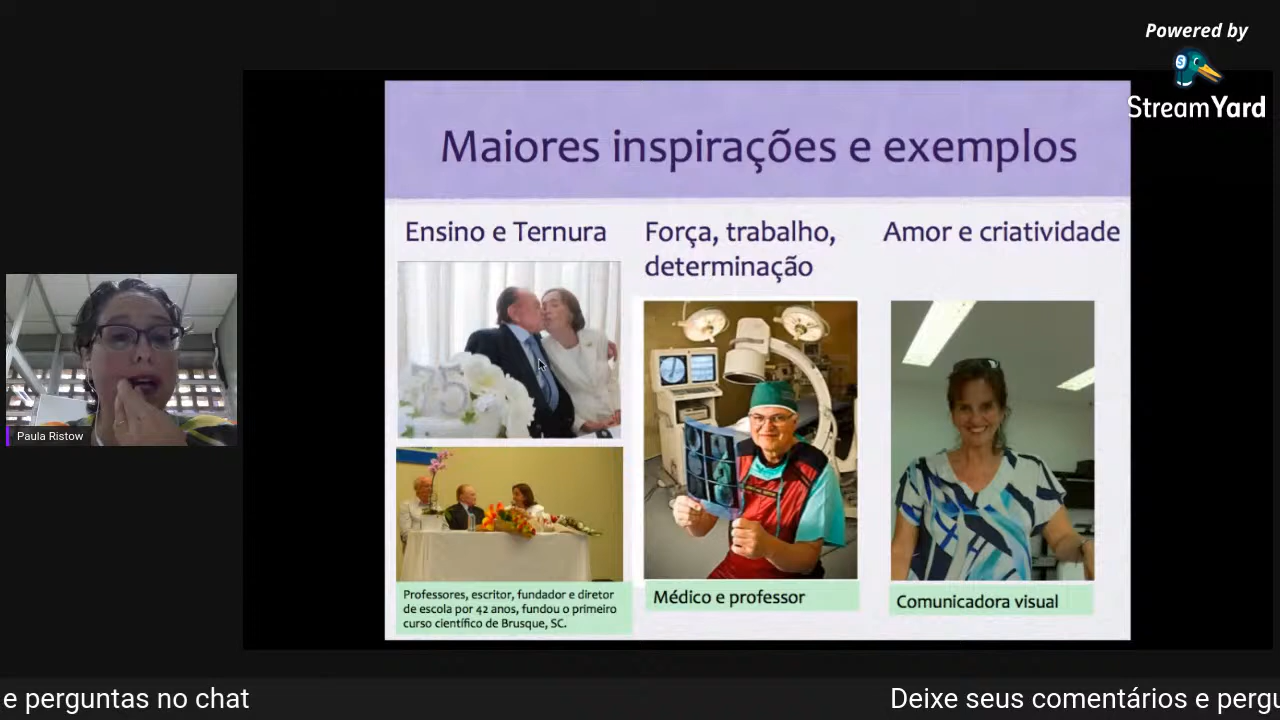 Powered by
StreamYard
Maiores inspirações e exemplos
Ensino e Ternura
Força, trabalho,
determinação
Amor e criatividade
Paula Ristow
Professores, escritor, fundador e diretor
de escola por 42 anos, fundou o primeiro
curso científico de Brusque, SC.
Médico e professor
Comunicadora visual
e perguntas no chat
Deixe seus comentários e pergu